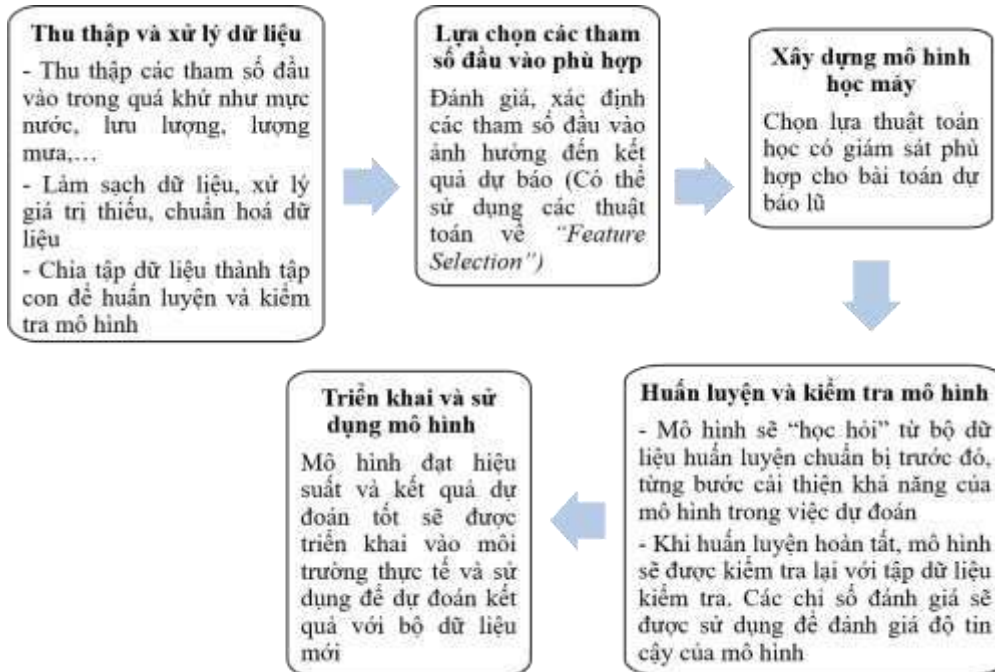 Thu thập và xử lý dữ liệu
- Thu thập các tham số đầu
vào trong quá khứ như mực
nước, lưu lượng, lượng
mưa,…
- Làm sạch dữ liệu, xử lý
giá trị thiếu, chuẩn hoá dữ
liệu
- Chia tập dữ liệu thành tập
con để huấn luyện và kiểm
tra mô hình
Lựa chọn các tham
số đầu vào phù hợp
Đánh giá, xác định
các tham số đầu vào
ảnh hưởng đến kết
quả dự báo (Có thể
sử dụng các thuật
toán về “Feature
Selection”)
Xây dựng mô hình
học máy
Chọn lựa thuật toán
học có giám sát phù
hợp cho bài toán dự
báo lũ
Huấn luyện và kiểm tra mô hình
- Mô hình sẽ “học hỏi” từ bộ dữ
liệu huấn luyện chuẩn bị trước đó,
từng bước cải thiện khả năng của
mô hình trong việc dự đoán
- Khi huấn luyện hoàn tất, mô hình
sẽ được kiểm tra lại với tập dữ liệu
kiểm tra. Các chỉ số đánh giá sẽ
được sử dụng để đánh giá độ tin
cậy của mô hình
Triển khai và sử
dụng mô hình
Mô hình đạt hiệu
suất và kết quả dự
đoán tốt sẽ được
triển khai vào môi
trường thực tế và sử
dụng để dự đoán kết
quả với bộ dữ liệu
mới